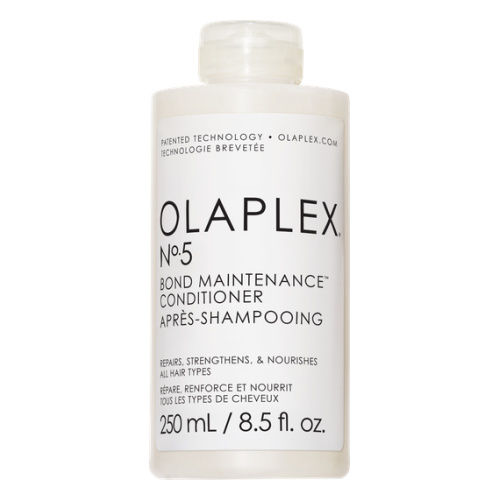 PATENTED TECHNOLOGY • OLAPLEX.COM
TECHNOLOGIE BREVETÉE
OLAPLEX®
Nº.5
BOND MAINTENANCE™
CONDITIONER
APRÈS-SHAMPOOING
REPAIRS, STRENGTHENS, & NOURISHES
ALL HAIR TYPES
RÉPARE, RENFORCE ET NOURRIT
TOUS LES TYPES DE CHEVEUX
250 mL / 8.5 fl. oz.